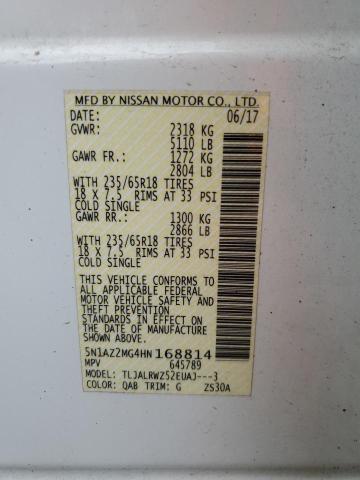 MFD BY NISSAN MOTOR CO., LTD.
DATE: 06/17
GVWR: 2318 KG
5110 LB
GAWR FR.: 1272 KG
2804 LB
WITH 235/65R18 TIRES
18 X 7.5 RIMS AT 33 PSI
COLD SINGLE
GAWR RR.: 1300 KG
2866 LB
WITH 235/65R18 TIRES
18 X 7.5 RIMS AT 33 PSI
COLD SINGLE
THIS VEHICLE CONFORMS TO
ALL APPLICABLE FEDERAL
MOTOR VEHICLE SAFETY
AND THEFT PREVENTION
STANDARDS IN EFFECT ON THE
DATE OF MANUFACTURE
SHOWN ABOVE.
5N1AZ2MG4HN168814
MPV 645789
MODEL: TLJALRWZ52EUAJ---3
COLOR: QAB TRIM: G ZS30A